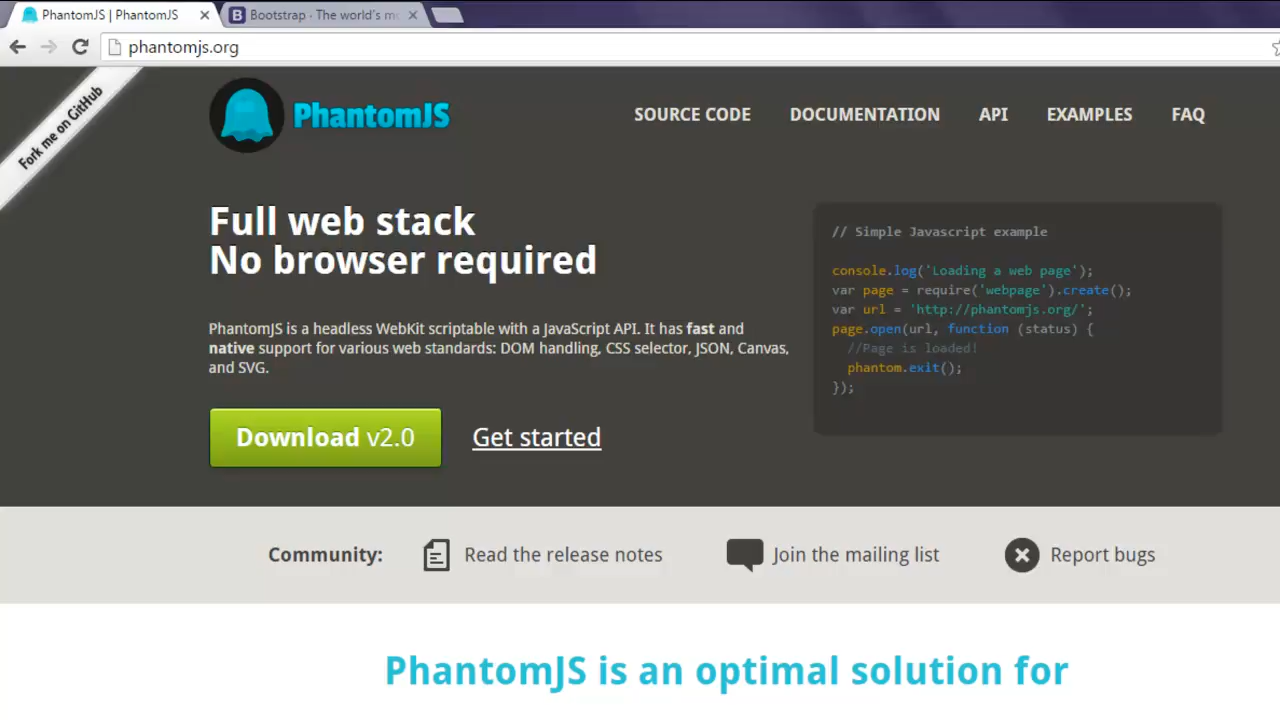 PhantomJS | PhantomJS
Bootstrap · The world's m
phantomjs.org
Fork me on GitHub
PhantomJS
SOURCE CODE DOCUMENTATION API EXAMPLES FAQ
Full web stack
No browser required
PhantomJS is a headless WebKit scriptable with a JavaScript API. It has fast and
native support for various web standards: DOM handling, CSS selector, JSON, Canvas,
and SVG.
Download v2.0 Get started
// Simple Javascript example
console.log('Loading a web page');
var page = require('webpage').create();
var url = 'http://phantomjs.org/';
page.open(url, function (status) {
//Page is loaded!
phantom.exit();
});
Community: Read the release notes Join the mailing list Report bugs
PhantomJS is an optimal solution for